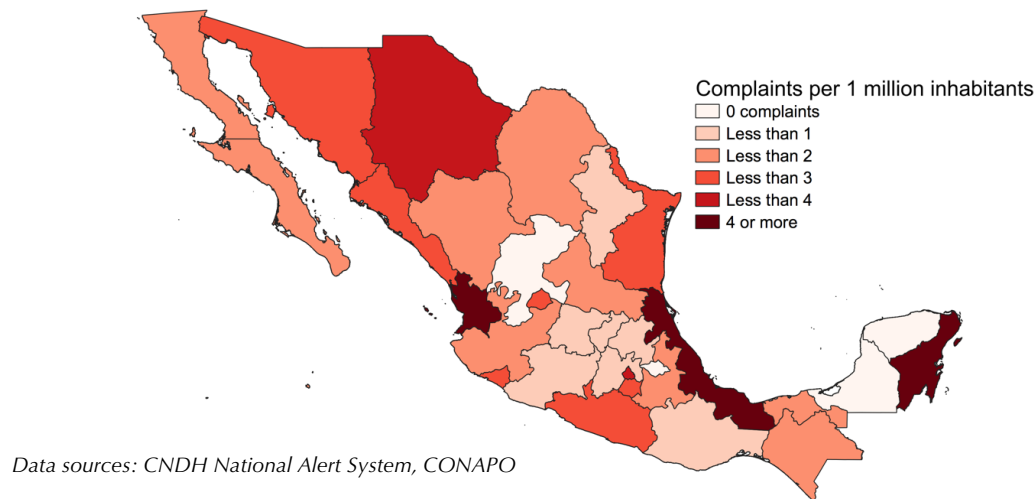 Complaints per 1 million inhabitants
0 complaints
Less than 1
Less than 2
Less than 3
Less than 4
4 or more
Data sources: CNDH National Alert System, CONAPO